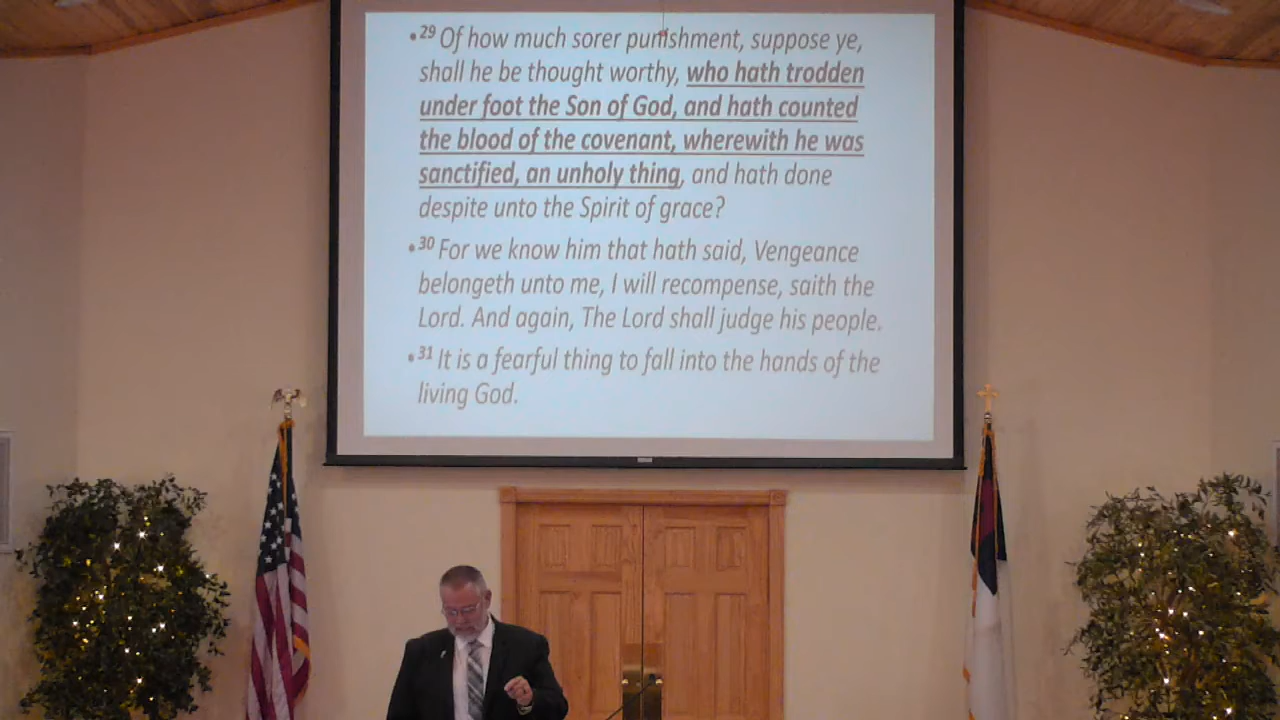 •29 Of how much sorer punishment, suppose ye,
shall he be thought worthy, who hath trodden
under foot the Son of God, and hath counted
the blood of the covenant, wherewith he was
sanctified, an unholy thing, and hath done
despite unto the Spirit of grace?
•30 For we know him that hath said, Vengeance
belongeth unto me, I will recompense, saith the
Lord. And again, The Lord shall judge his people.
•31 It is a fearful thing to fall into the hands of the
living God.